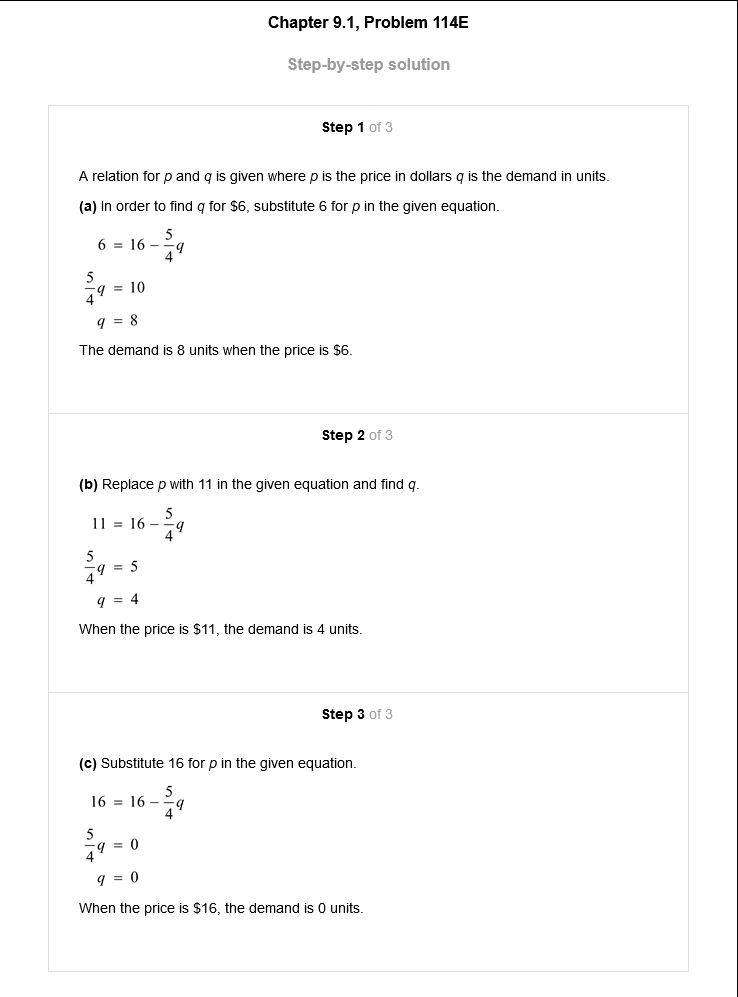 Chapter 9.1, Problem 114E
Step-by-step solution
Step 1 of 3
A relation for p and q is given where p is the price in dollars q is the demand in units.
(a) In order to find q for $6, substitute 6 for p in the given equation.
6 = 16 − 5/4 q
5/4 q = 10
q = 8
The demand is 8 units when the price is $6.
Step 2 of 3
(b) Replace p with 11 in the given equation and find q.
11 = 16 − 5/4 q
5/4 q = 5
q = 4
When the price is $11, the demand is 4 units.
Step 3 of 3
(c) Substitute 16 for p in the given equation.
16 = 16 − 5/4 q
5/4 q = 0
q = 0
When the price is $16, the demand is 0 units.